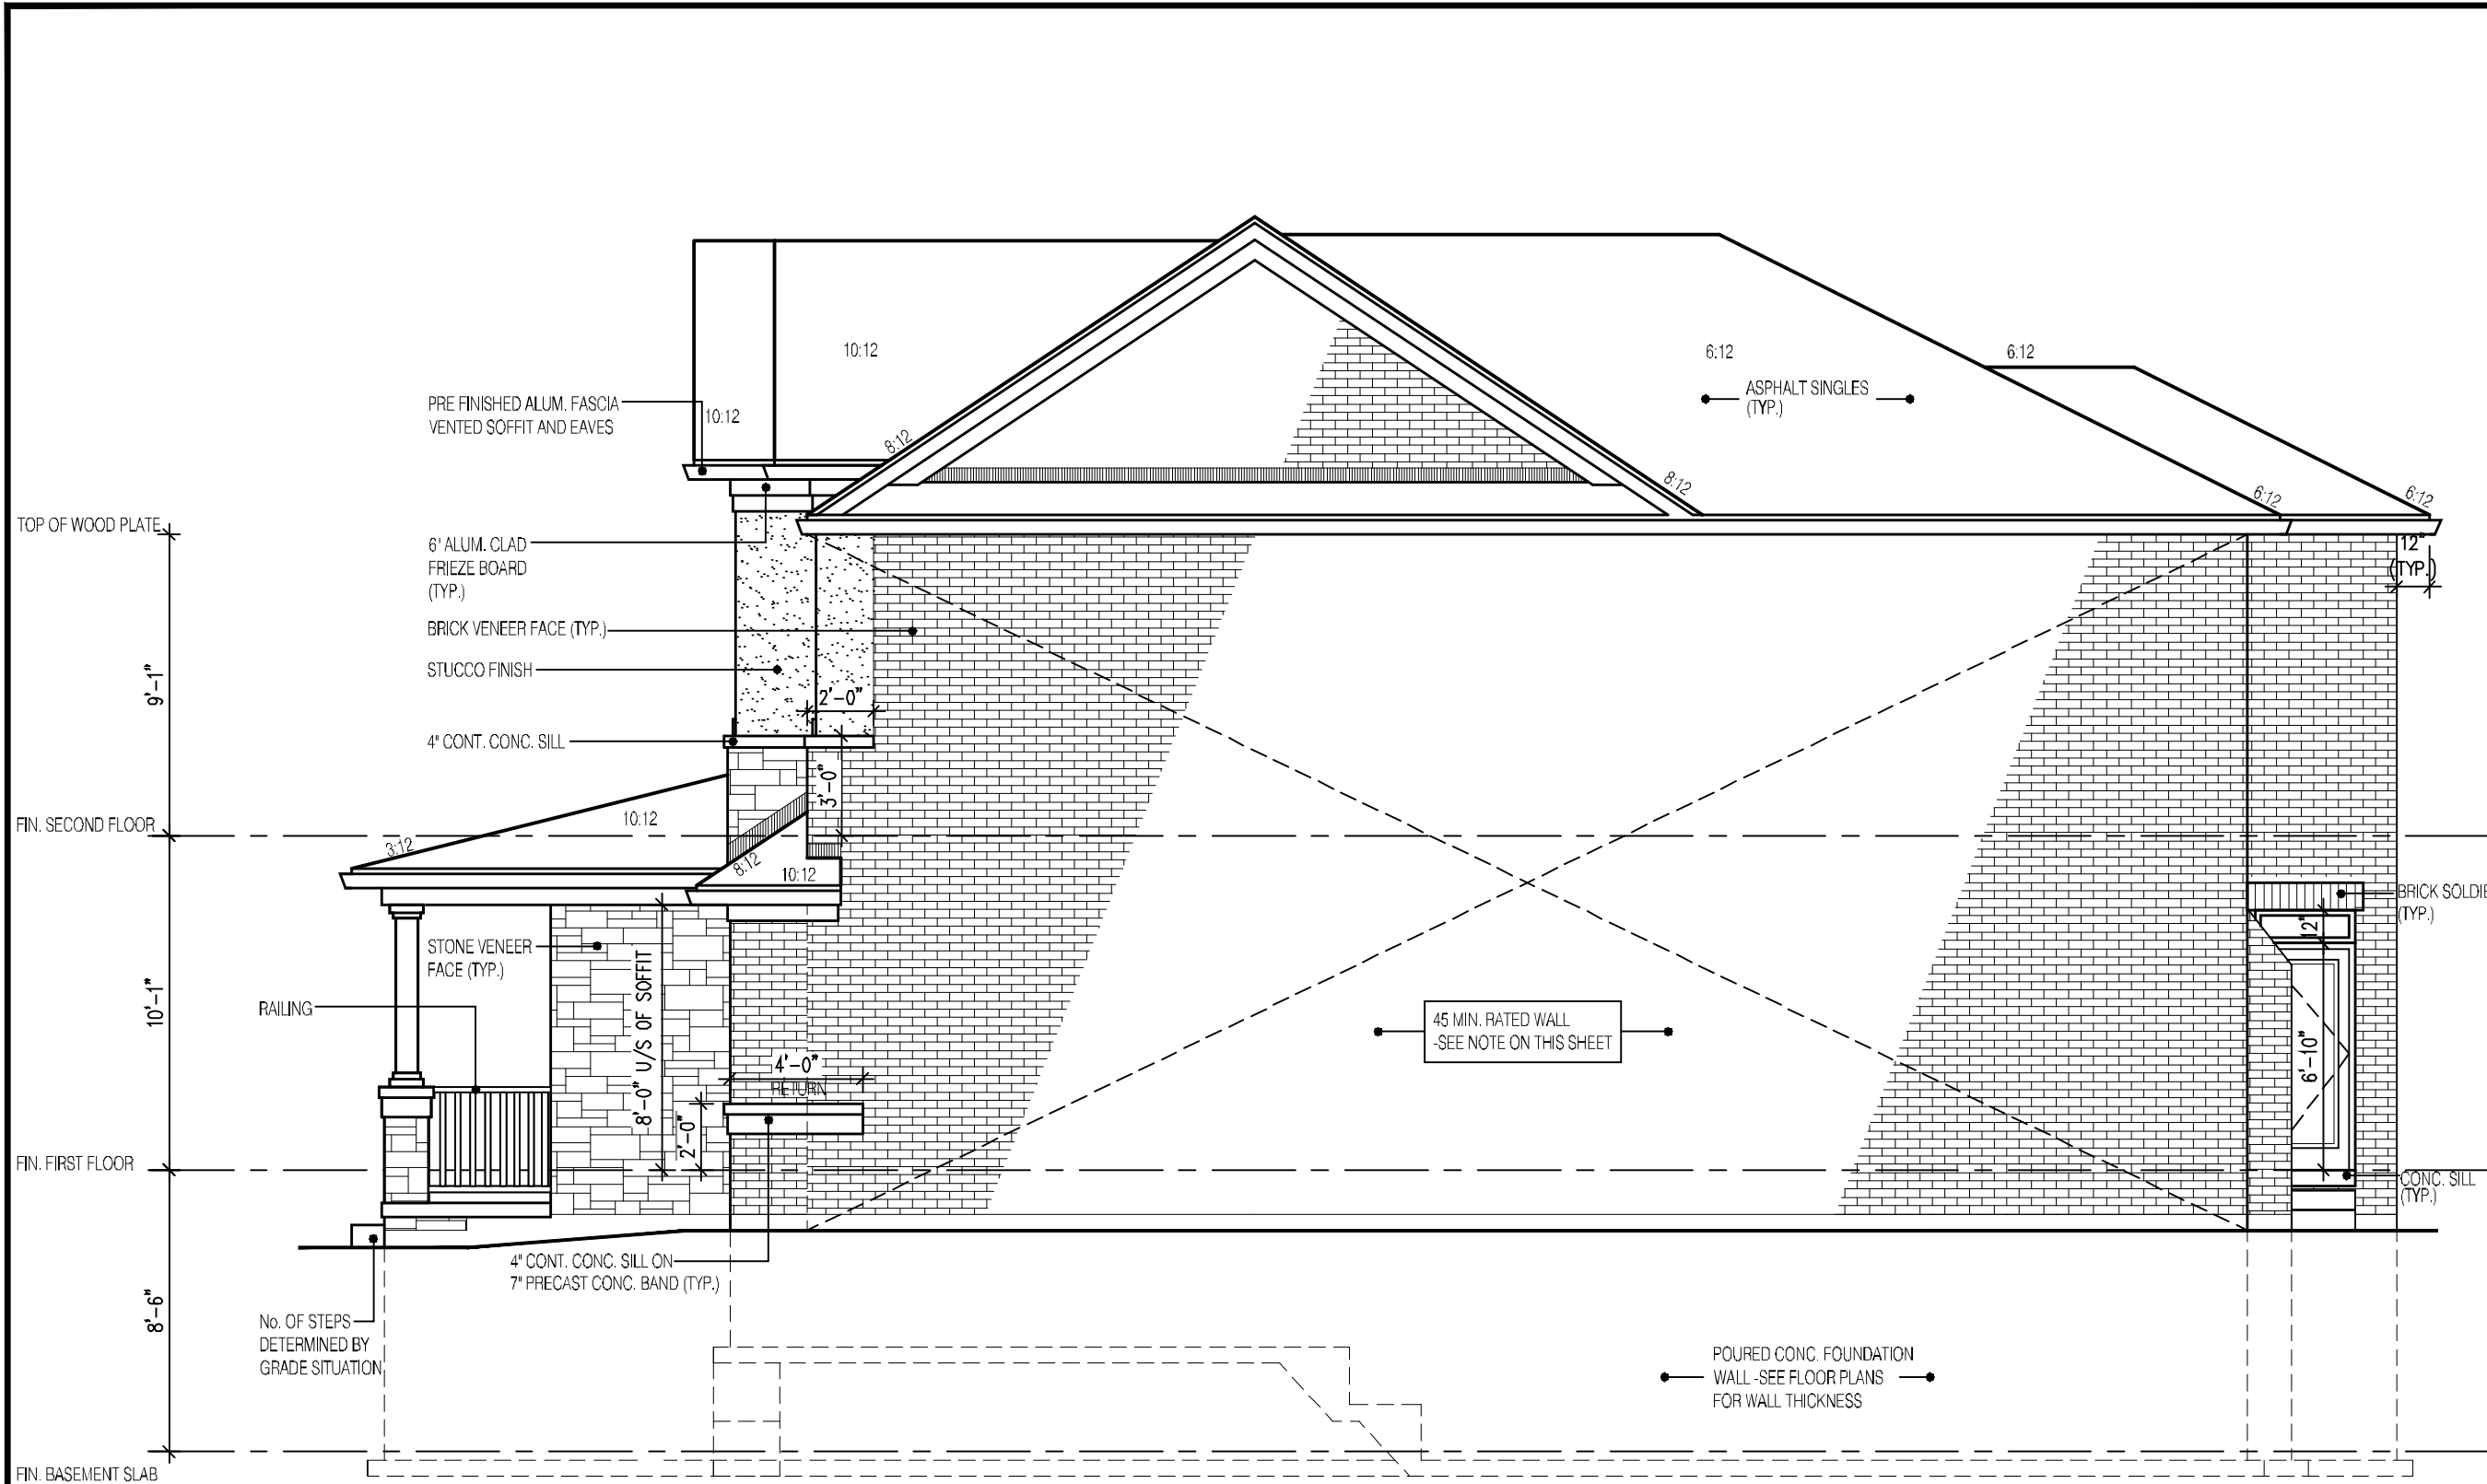 10:12
6:12
6:12
ASPHALT SINGLES
(TYP.)
PRE FINISHED ALUM. FASCIA
VENTED SOFFIT AND EAVES
10:12
8:12
8:12
6:12
6:12
TOP OF WOOD PLATE
6' ALUM. CLAD
FRIEZE BOARD
(TYP.)
12"
(TYP.)
BRICK VENEER FACE (TYP.)
STUCCO FINISH
9'-1"
2'-0"
4" CONT. CONC. SILL
3'-0"
FIN. SECOND FLOOR
10:12
3:12
8:12
10:12
BRICK SOLDIE
(TYP.)
12"
STONE VENEER
FACE (TYP.)
8'-0" U/S OF SOFFIT
10'-1"
RAILING
45 MIN. RATED WALL
-SEE NOTE ON THIS SHEET
6'-10"
4'-0"
RETURN
2'-0"
FIN. FIRST FLOOR
CONC. SILL
(TYP.)
4" CONT. CONC. SILL ON
7" PRECAST CONC. BAND (TYP.)
8'-6"
No. OF STEPS
DETERMINED BY
GRADE SITUATION
POURED CONC. FOUNDATION
WALL -SEE FLOOR PLANS
FOR WALL THICKNESS
FIN. BASEMENT SLAB